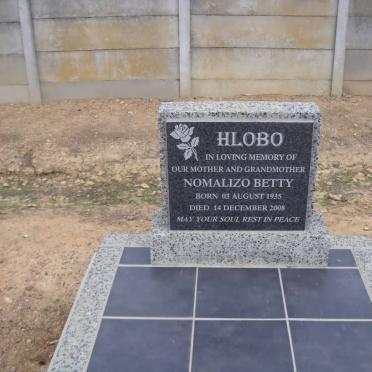 HLOBO
IN LOVING MEMORY OF
OUR MOTHER AND GRANDMOTHER
NOMALIZO BETTY
BORN 03 AUGUST 1935
DIED 14 DECEMBER 2008
MAY YOUR SOUL REST IN PEACE